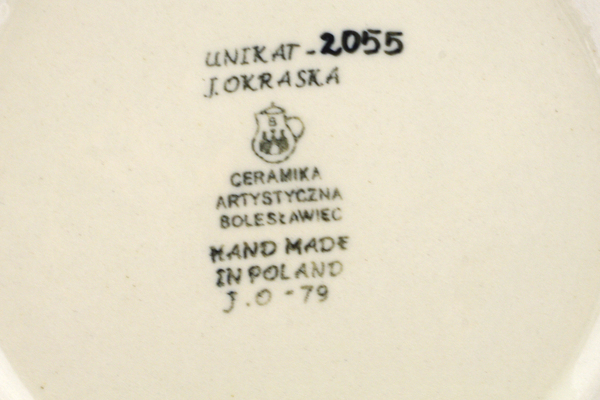 UNIKAT - 2055
J. OKRASKA
B
CERAMIKA
ARTYSTYCZNA
BOLESŁAWIEC
HAND MADE
IN POLAND
J.O - 79